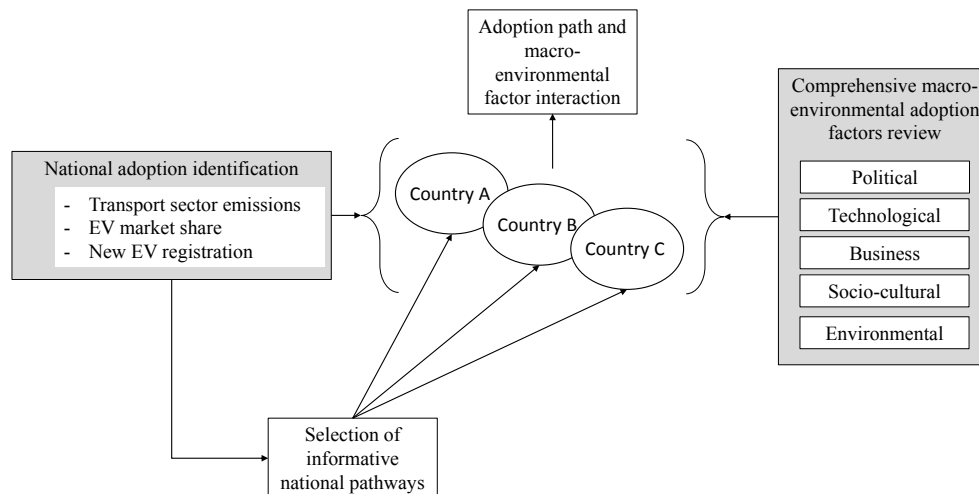 Adoption path and
macro-
environmental
factor interaction
Comprehensive macro-
environmental adoption
factors review
Political
Technological
Business
Socio-cultural
Environmental
National adoption identification
- Transport sector emissions
- EV market share
- New EV registration
Country A
Country B
Country C
Selection of
informative
national pathways